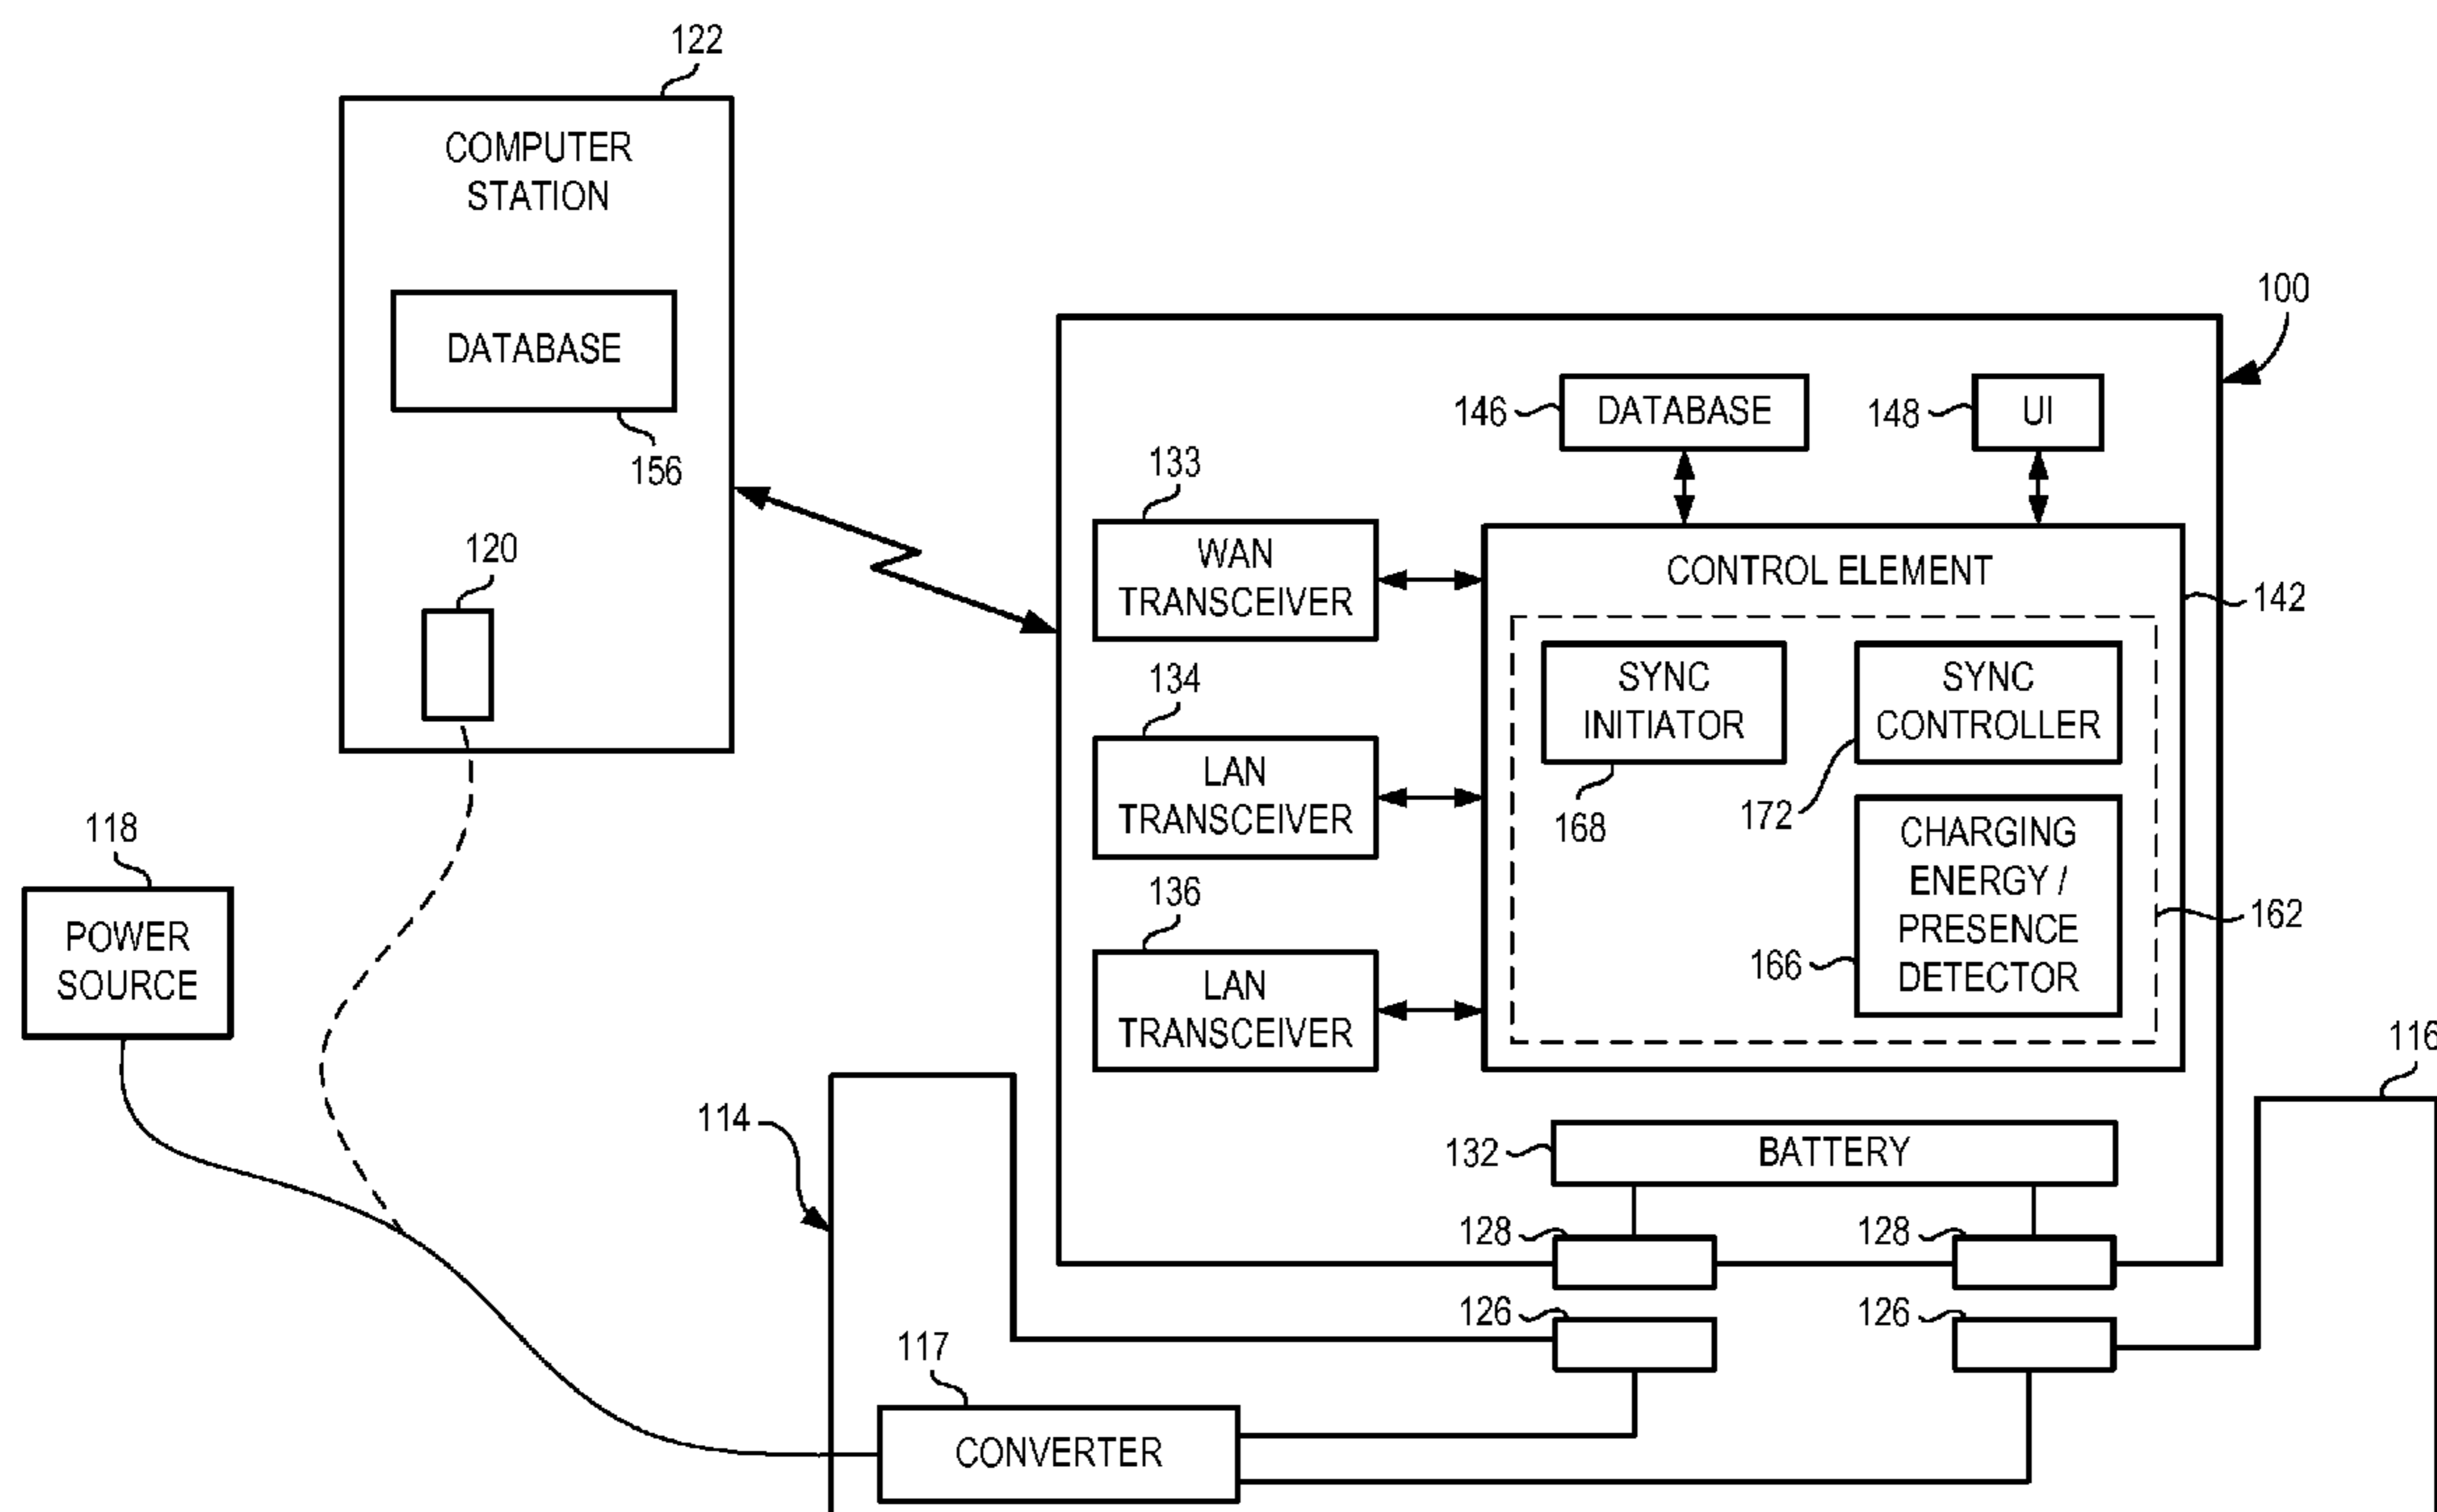 122
COMPUTER
STATION
DATABASE
156
120
118
POWER
SOURCE
100
146
DATABASE
148
UI
133
WAN
TRANSCEIVER
CONTROL ELEMENT
142
134
LAN
TRANSCEIVER
SYNC
INITIATOR
168
SYNC
CONTROLLER
172
136
LAN
TRANSCEIVER
CHARGING
ENERGY /
PRESENCE
DETECTOR
166
162
116
114
132
BATTERY
128
128
126
126
117
CONVERTER